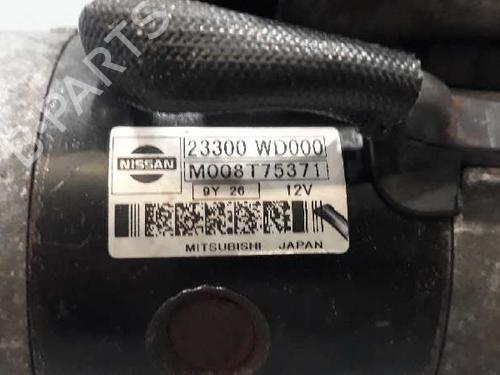 NISSAN
23300 WD000
M008T75371
9Y 26 12V
MITSUBISHI JAPAN
B-PARTS